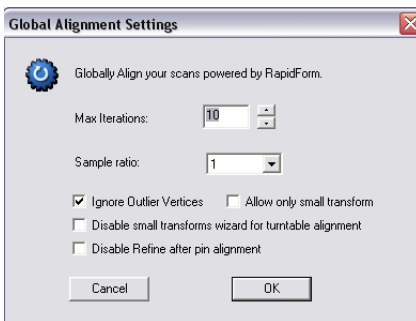 Global Alignment Settings
Globally Align your scans powered by RapidForm.
Max Iterations: 10
Sample ratio: 1
Ignore Outlier Vertices Allow only small transform
Disable small transforms wizard for turntable alignment
Disable Refine after pin alignment
Cancel OK